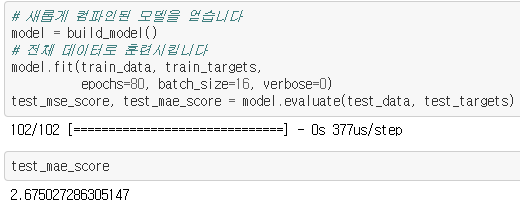 # 새롭게 컴파인된 모델을 얻습니다
model = build_model()
# 전체 데이터로 훈련시킵니다
model.fit(train_data, train_targets,
epochs=80, batch_size=16, verbose=0)
test_mse_score, test_mae_score = model.evaluate(test_data, test_targets)
102/102 [==============================] - 0s 377us/step
test_mae_score
2.675027286305147